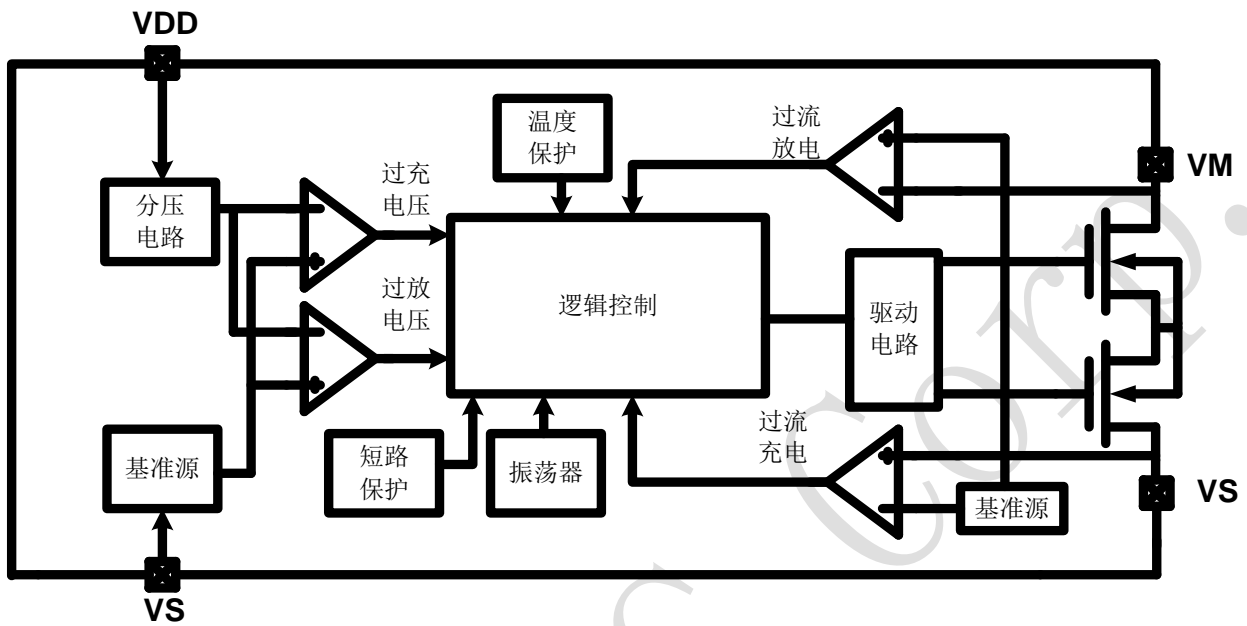 VDD
温度
保护
过流
放电
VM
分压
电路
过充
电压
过放
电压
逻辑控制
驱动
电路
基准源
短路
保护
振荡器
过流
充电
基准源
VS
VS
Corp.